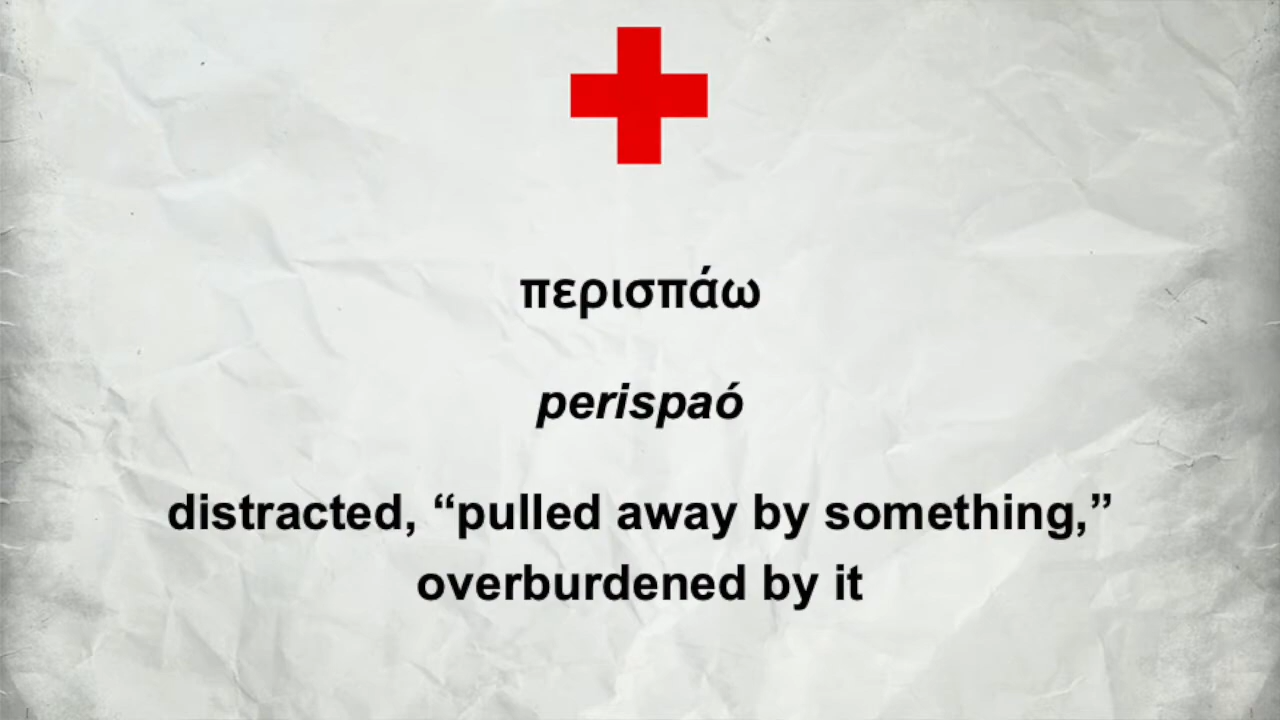 περισπάω
perispaó
distracted, “pulled away by something,”
overburdened by it